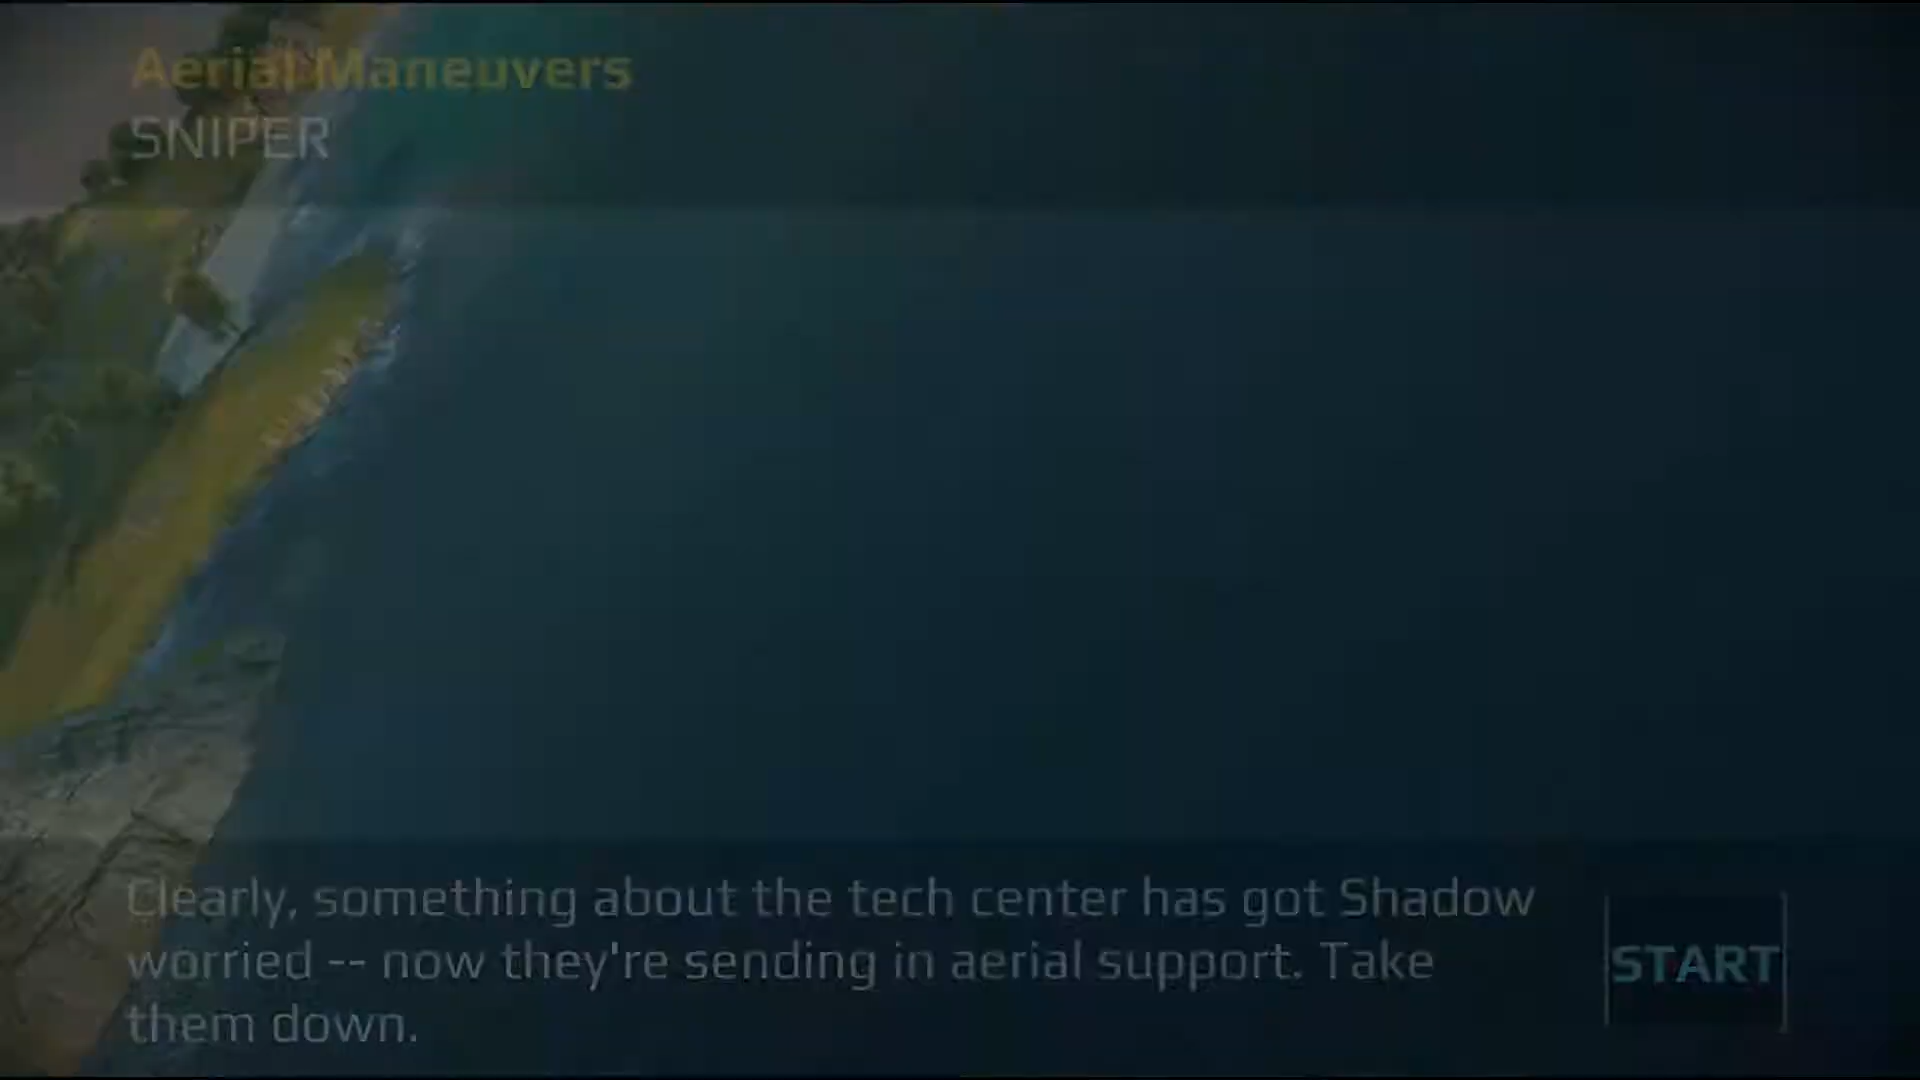 Aerial Maneuvers
SNIPER
Clearly, something about the tech center has got Shadow
worried -- now they're sending in aerial support. Take
them down.
START